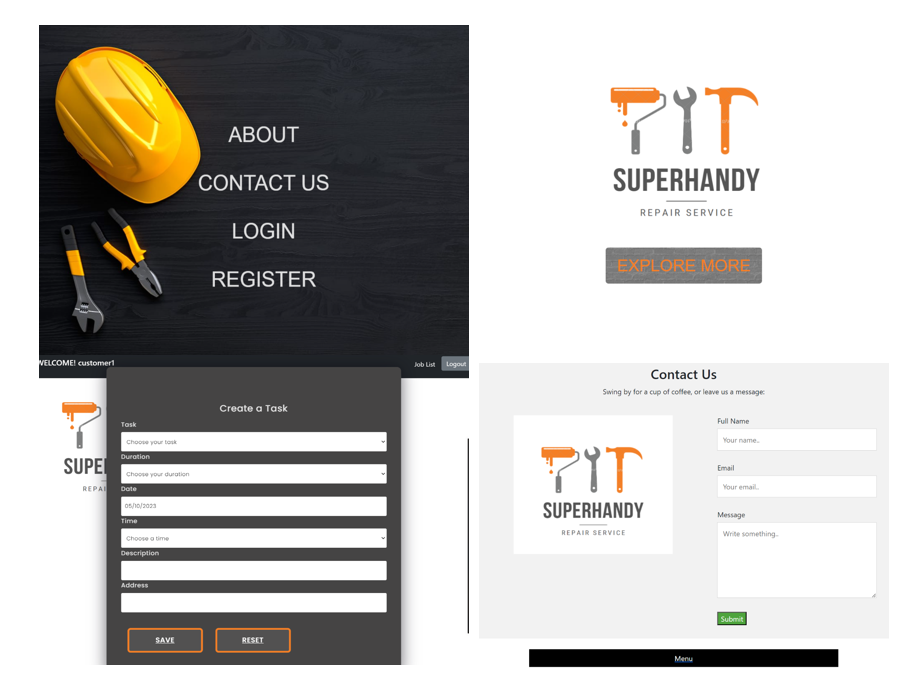 ABOUT
CONTACT US
LOGIN
REGISTER
SUPERHANDY
REPAIR SERVICE
EXPLORE MORE
WELCOME! customer1
Job List
Logout
SUPE
REPAI
Create a Task
Task
Choose your task
Duration
Choose your duration
Date
05/10/2023
Time
Choose a time
Description
Address
SAVE RESET
Contact Us
Swing by for a cup of coffee, or leave us a message:
SUPERHANDY
REPAIR SERVICE
Full Name
Your name..
Email
Your email..
Message
Write something..
Submit
Menu